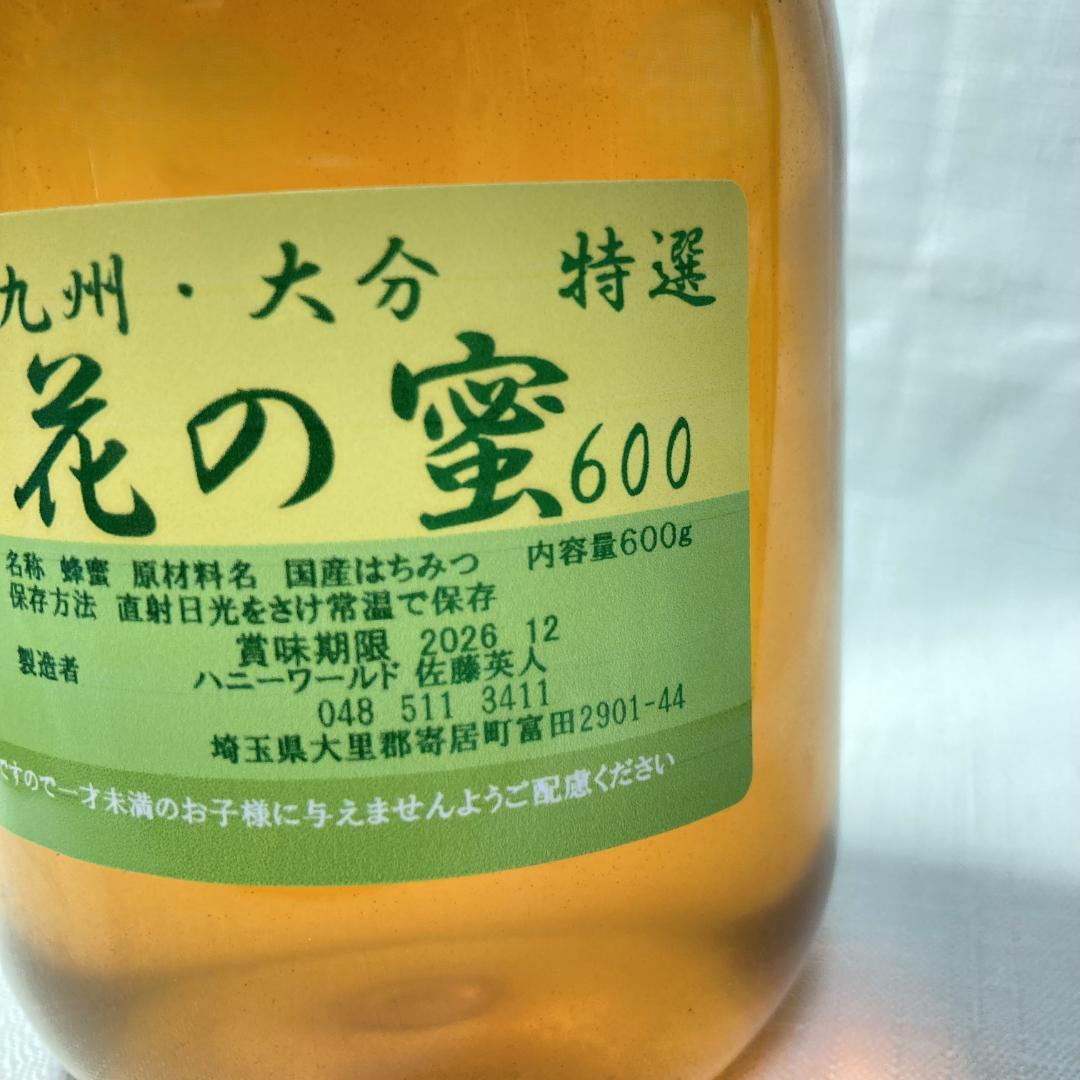 九州・大分 特選
花の蜜600
名称 蜂蜜 原材料名 国産はちみつ 内容量600g
保存方法 直射日光をさけ常温で保存
賞味期限 2026 12
製造者 ハニーワールド 佐藤英人
048 511 3411
埼玉県大里郡寄居町富田2901-44
ですので一才未満のお子様に与えませんようご配慮ください